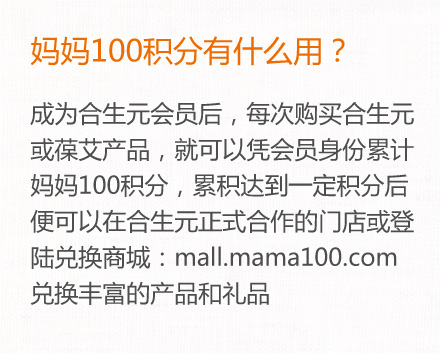 妈妈100积分有什么用？
成为合生元会员后，每次购买合生元
或葆艾产品，就可以凭会员身份累计
妈妈100积分，累积达到一定积分后
便可以在合生元正式合作的门店或登
陆兑换商城：mall.mama100.com
兑换丰富的产品和礼品